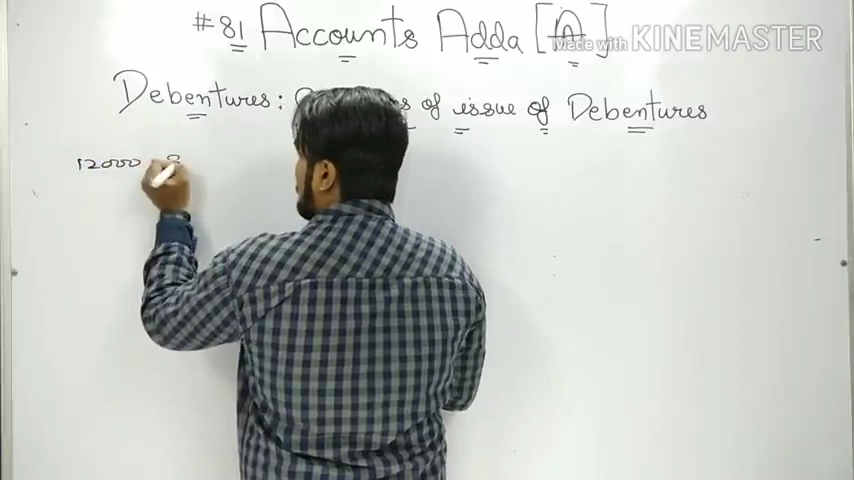 #81 Accounts Adda [A]
Made with KINEMASTER
Debentures: of issue of Debentures
12000